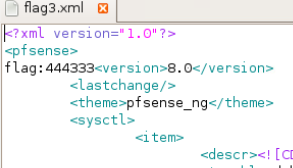 flag3.xml
<?xml version="1.0"?>
<pfsense>
flag:444333<version>8.0</version>
<lastchange/>
<theme>pfsense_ng</theme>
<sysctl>
<item>
<descr><![CD